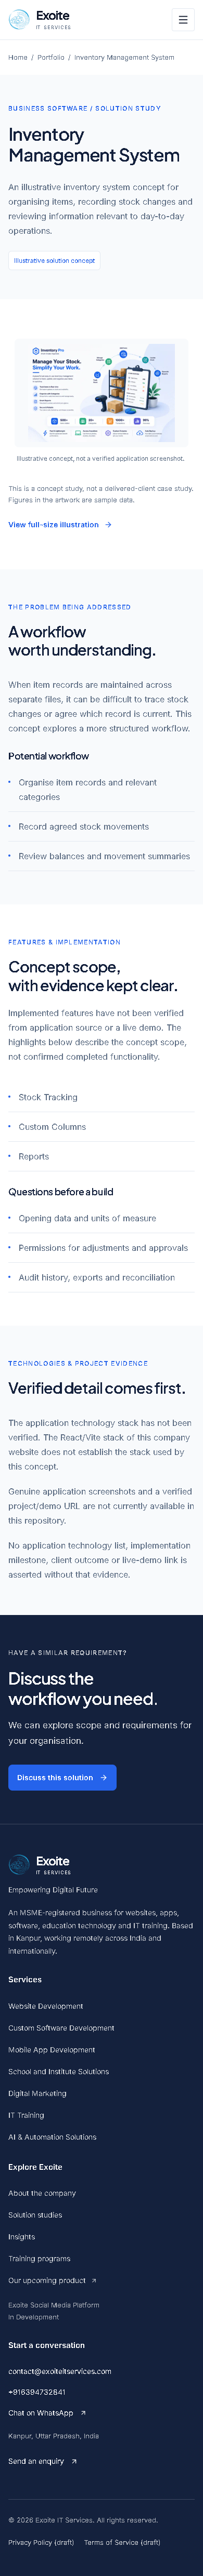 Exoite
IT SERVICES
Home / Portfolio / Inventory Management System
BUSINESS SOFTWARE / SOLUTION STUDY
Inventory
Management System
An illustrative inventory system concept for
organising items, recording stock changes and
reviewing information relevant to day-to-day
operations.
Illustrative solution concept
Inventory Pro
Manage Your Stock.
Simplify Your Business.
Illustrative concept, not a verified application screenshot.
This is a concept study, not a delivered-client case study.
Figures in the artwork are sample data.
View full-size illustration →
THE PROBLEM BEING ADDRESSED
A workflow
worth understanding.
When item records are maintained across
separate files, it can be difficult to trace stock
changes or agree which record is current. This
concept explores a more structured workflow.
Potential workflow
• Organise item records and relevant
categories
• Record agreed stock movements
• Review balances and movement summaries
FEATURES & IMPLEMENTATION
Concept scope,
with evidence kept clear.
Implemented features have not been verified
from application source or a live demo. The
highlights below describe the concept scope,
not confirmed completed functionality.
• Stock Tracking
• Custom Columns
• Reports
Questions before a build
• Opening data and units of measure
• Permissions for adjustments and approvals
• Audit history, exports and reconciliation
TECHNOLOGIES & PROJECT EVIDENCE
Verified detail comes first.
The application technology stack has not been
verified. The React/Vite stack of this company
website does not establish the stack used by
this concept.
Genuine application screenshots and a verified
project/demo URL are not currently available in
this repository.
No application technology list, implementation
milestone, client outcome or live-demo link is
asserted without that evidence.
HAVE A SIMILAR REQUIREMENT?
Discuss the
workflow you need.
We can explore scope and requirements for
your organisation.
Discuss this solution →
Exoite
IT SERVICES
Empowering Digital Future
An MSME-registered business for websites, apps,
software, education technology and IT training. Based
in Kanpur, working remotely across India and
internationally.
Services
Website Development
Custom Software Development
Mobile App Development
School and Institute Solutions
Digital Marketing
IT Training
AI & Automation Solutions
Explore Exoite
About the company
Solution studies
Insights
Training programs
Our upcoming product ↗
Exoite Social Media Platform
In Development
Start a conversation
contact@exoiteitservices.com
+916394732841
Chat on WhatsApp ↗
Kanpur, Uttar Pradesh, India
Send an enquiry ↗
© 2026 Exoite IT Services. All rights reserved.
Privacy Policy (draft) Terms of Service (draft)